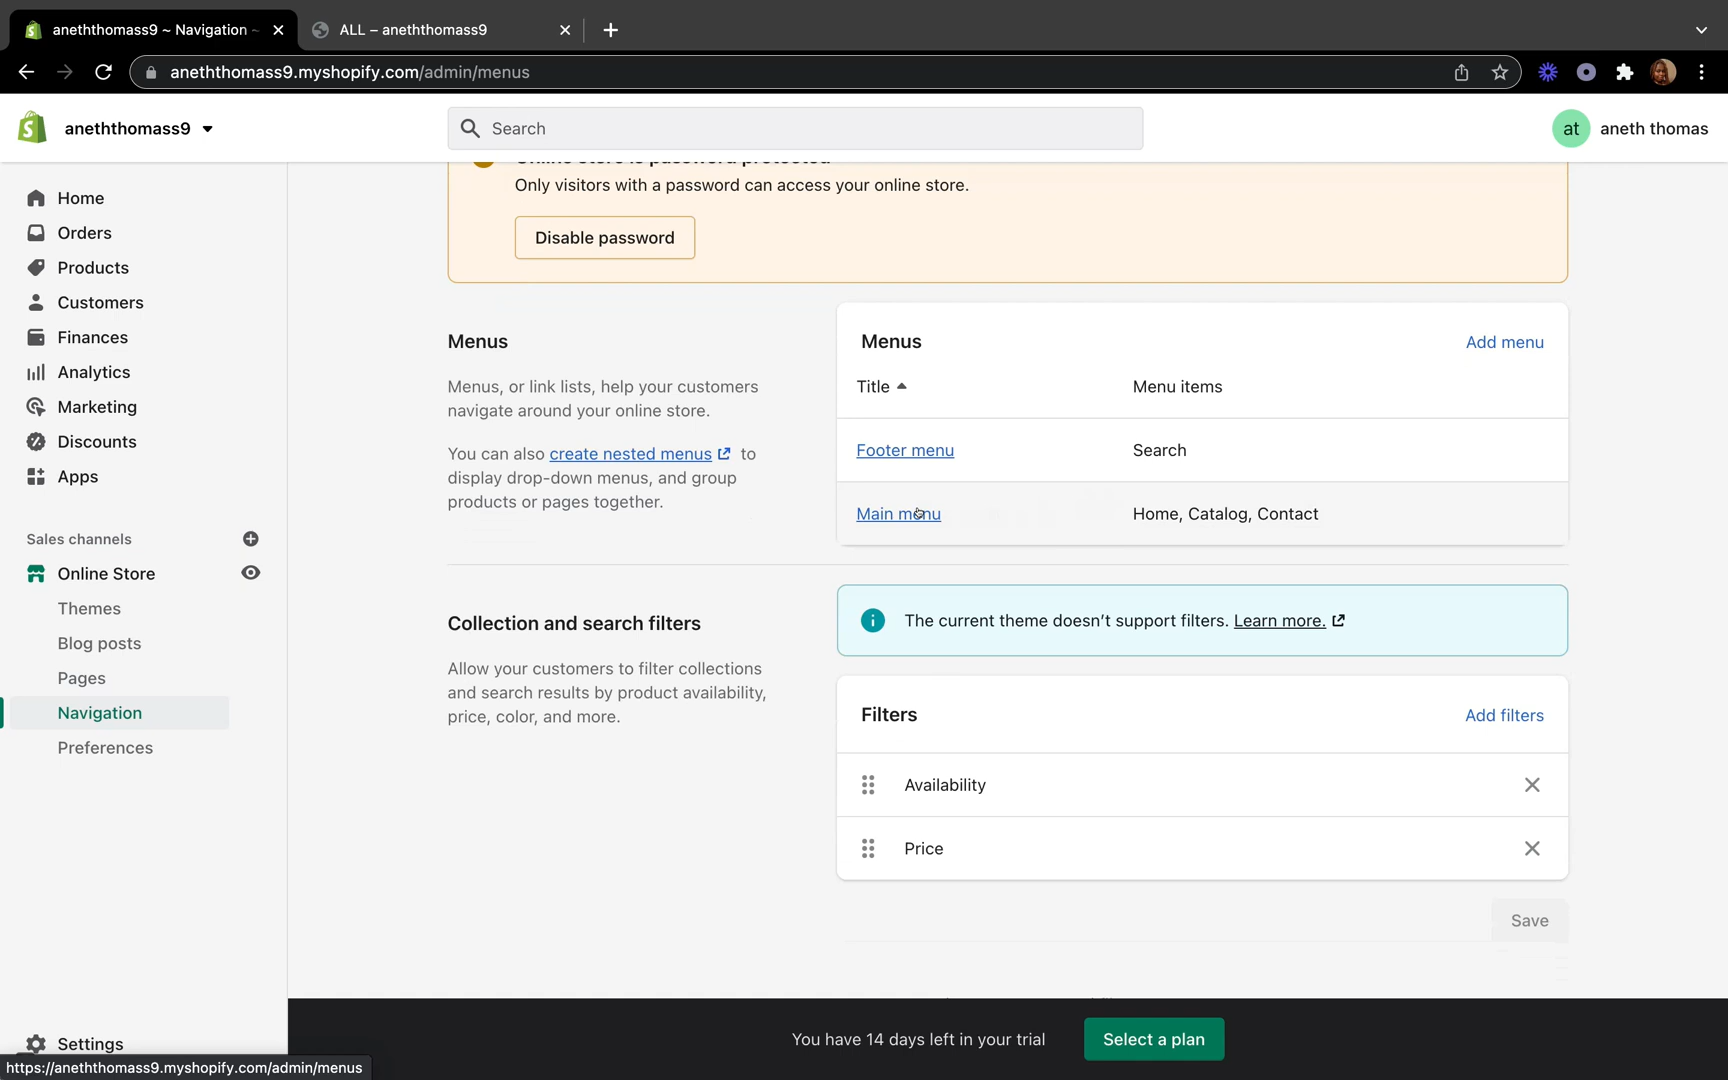 aneththomass9 ~ Navigation ~
ALL – aneththomass9
aneththomass9.myshopify.com/admin/menus
aneththomass9
Search
at
aneth thomas
Home
Orders
Products
Customers
Finances
Analytics
Marketing
Discounts
Apps
Sales channels
Online Store
Themes
Blog posts
Pages
Navigation
Preferences
Settings
Online store is password protected
Only visitors with a password can access your online store.
Disable password
Menus
Menus, or link lists, help your customers
navigate around your online store.
You can also create nested menus to
display drop-down menus, and group
products or pages together.
Menus
Add menu
Title
Menu items
Footer menu
Search
Main menu
Home, Catalog, Contact
Collection and search filters
Allow your customers to filter collections
and search results by product availability,
price, color, and more.
The current theme doesn't support filters. Learn more.
Filters
Add filters
Availability
Price
Save
You have 14 days left in your trial
Select a plan
https://aneththomass9.myshopify.com/admin/menus